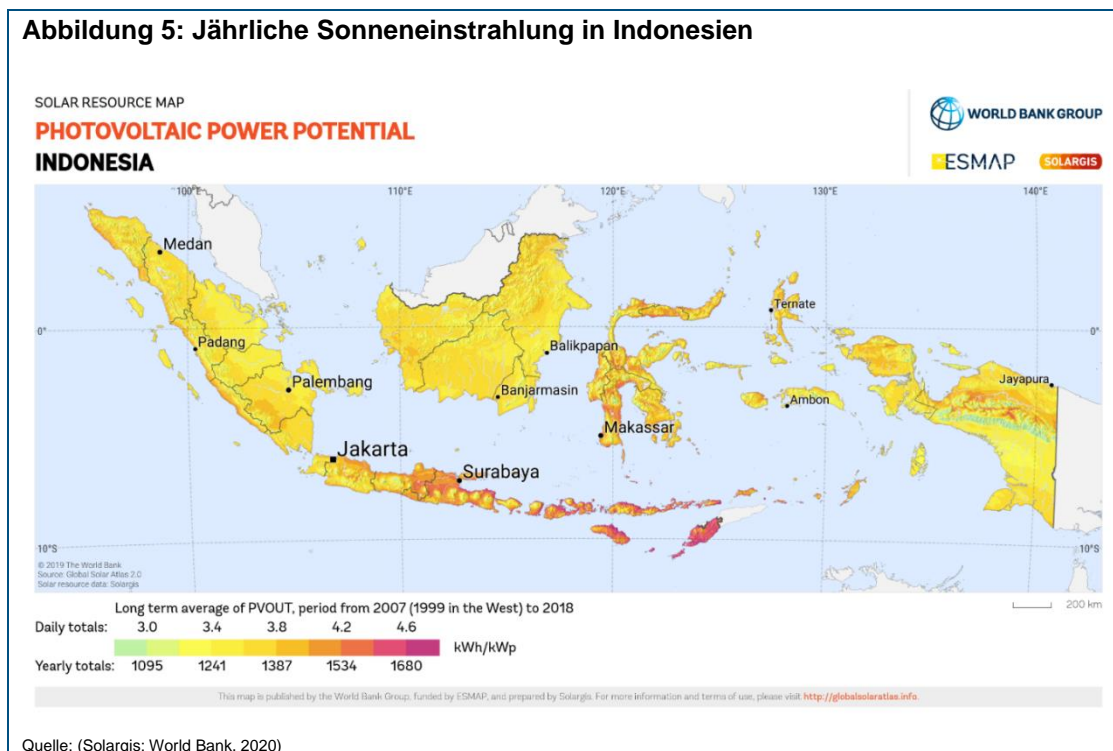 Abbildung 5: Jährliche Sonneneinstrahlung in Indonesien
SOLAR RESOURCE MAP
PHOTOVOLTAIC POWER POTENTIAL
INDONESIA
WORLD BANK GROUP
ESMAP
SOLARGIS
100°E
110°E
120°E
130°E
140°E
Medan
Ternate
0°
0°
Padang
Balikpapan
Palembang
Banjarmasin
Jayapura
Ambon
Makassar
Jakarta
Surabaya
10°S
10°S
© 2019 The World Bank
Source: Global Solar Atlas 2.0
Solar resource data: Solargis
Long term average of PVOUT, period from 2007 (1999 in the West) to 2018
200 km
Daily totals: 3.0 3.4 3.8 4.2 4.6
kWh/kWp
Yearly totals: 1095 1241 1387 1534 1680
This map is published by the World Bank Group, funded by ESMAP, and prepared by Solargis. For more information and terms of use, please visit http://globalsolaratlas.info.
Quelle: (Solargis; World Bank, 2020)